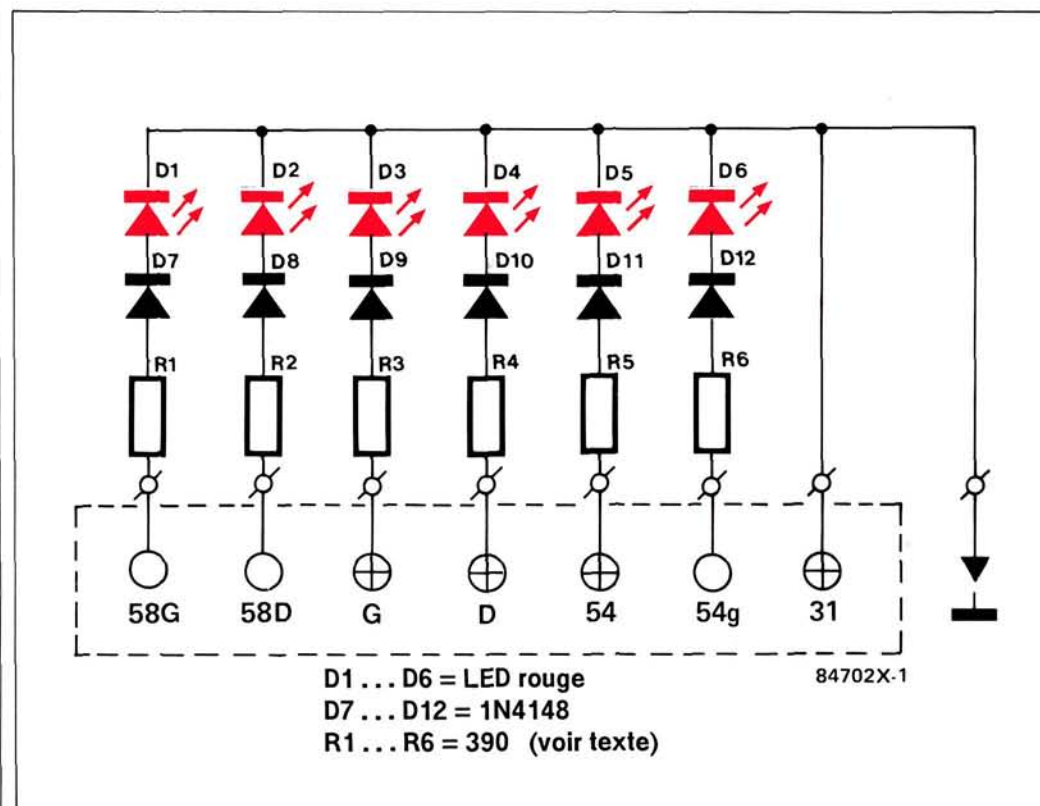 D1 D2 D3 D4 D5 D6
D7 D8 D9 D10 D11 D12
R1 R2 R3 R4 R5 R6
58G 58D G D 54 54g 31
84702X-1
D1 ... D6 = LED rouge
D7 ... D12 = 1N4148
R1 ... R6 = 390 (voir texte)